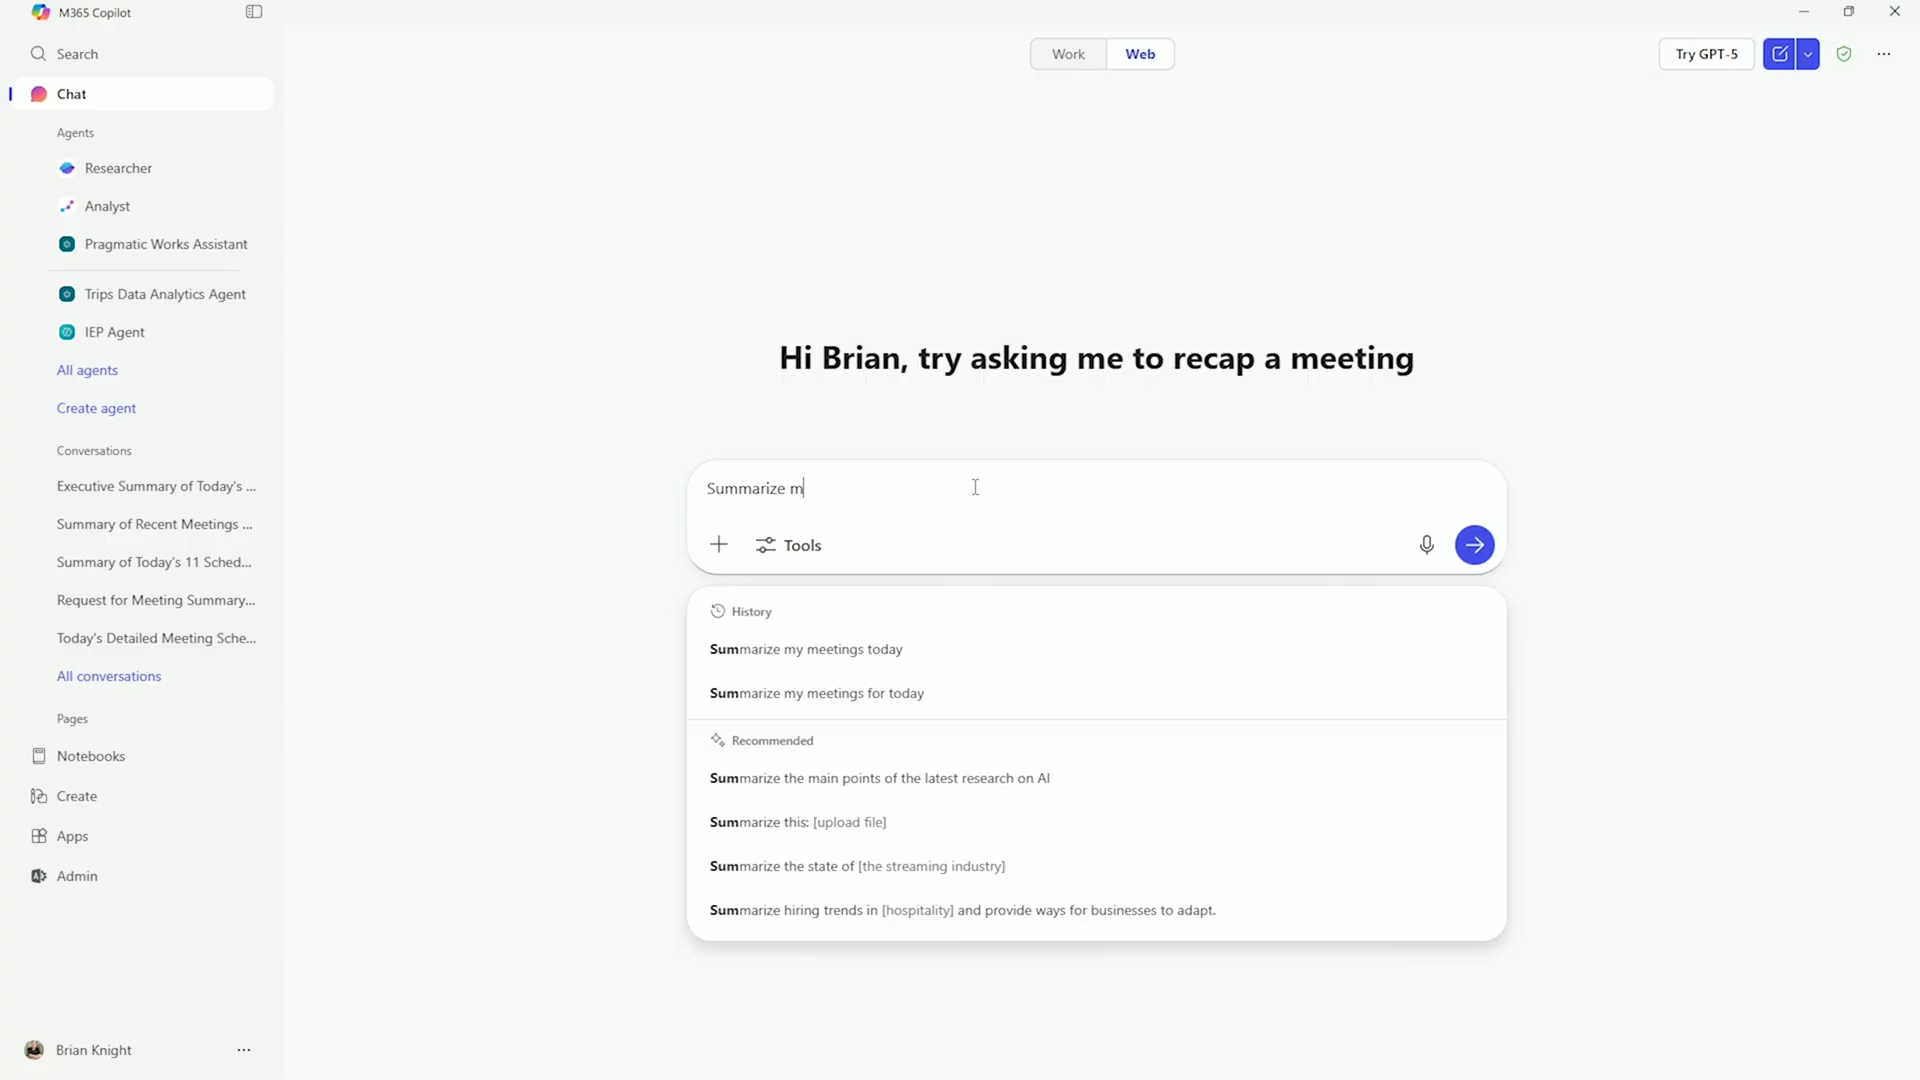 M365 Copilot
Search
Chat
Agents
Researcher
Analyst
Pragmatic Works Assistant
Trips Data Analytics Agent
IEP Agent
All agents
Create agent
Conversations
Executive Summary of Today's ...
Summary of Recent Meetings ...
Summary of Today's 11 Sched...
Request for Meeting Summary...
Today's Detailed Meeting Sche...
All conversations
Pages
Notebooks
Create
Apps
Admin
Brian Knight
Work Web
Try GPT-5
Hi Brian, try asking me to recap a meeting
Summarize m
Tools
History
Summarize my meetings today
Summarize my meetings for today
Recommended
Summarize the main points of the latest research on AI
Summarize this: [upload file]
Summarize the state of [the streaming industry]
Summarize hiring trends in [hospitality] and provide ways for businesses to adapt.